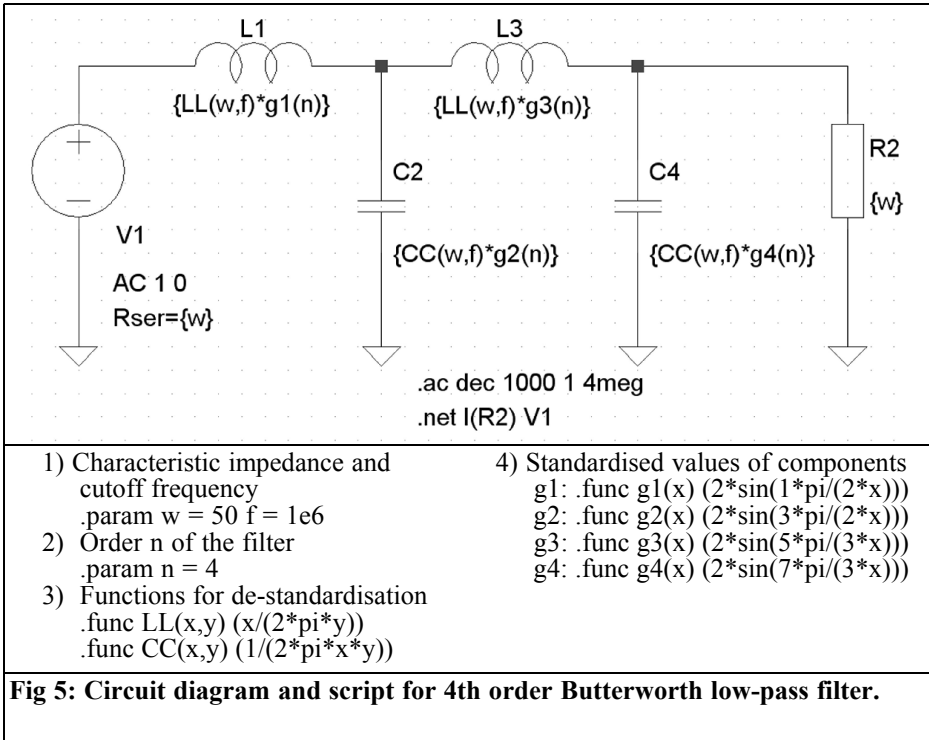 L1
L3
{LL(w,f)*g1(n)}
{LL(w,f)*g3(n)}
R2
{w}
C2
C4
V1
{CC(w,f)*g2(n)}
{CC(w,f)*g4(n)}
AC 1 0
Rser={w}
.ac dec 1000 1 4meg
.net I(R2) V1
1) Characteristic impedance and
cutoff frequency
.param w = 50 f = 1e6
2) Order n of the filter
.param n = 4
3) Functions for de-standardisation
.func LL(x,y) (x/(2*pi*y))
.func CC(x,y) (1/(2*pi*x*y))
4) Standardised values of components
g1: .func g1(x) (2*sin(1*pi/(2*x)))
g2: .func g2(x) (2*sin(3*pi/(2*x)))
g3: .func g3(x) (2*sin(5*pi/(3*x)))
g4: .func g4(x) (2*sin(7*pi/(3*x)))
Fig 5: Circuit diagram and script for 4th order Butterworth low-pass filter.